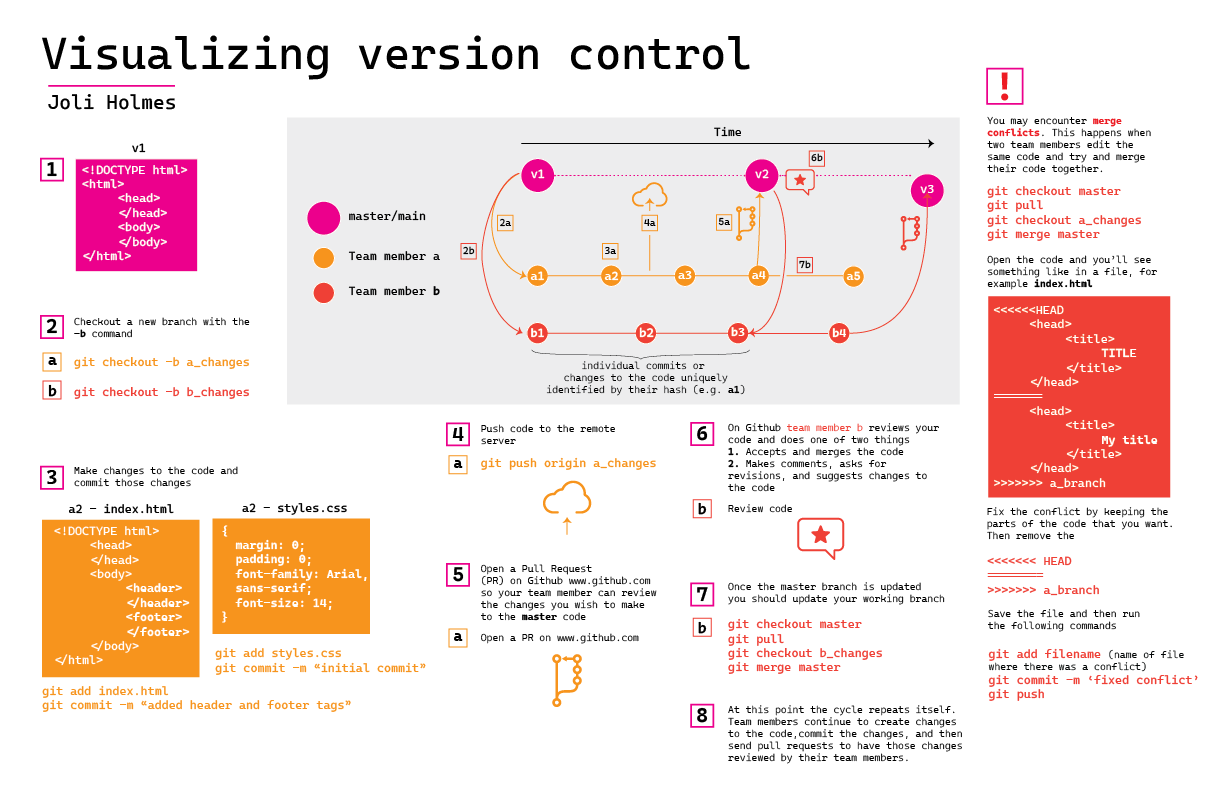 Visualizing version control
Joli Holmes
v1
1
<!DOCTYPE html>
<html>
<head>
</head>
<body>
</body>
</html>
2
Checkout a new branch with the
-b command
a
git checkout -b a_changes
b
git checkout -b b_changes
3
Make changes to the code and
commit those changes
a2 - index.html
<!DOCTYPE html>
<head>
</head>
<body>
<header>
</header>
<footer>
</footer>
</body>
</html>
git add index.html
git commit -m “added header and footer tags”
a2 - styles.css
{
margin: 0;
padding: 0;
font-family: Arial,
sans-serif;
font-size: 14;
}
git add styles.css
git commit -m “initial commit”
Time
master/main
Team member a
Team member b
v1
v2
6b
v3
2a
4a
5a
2b
3a
7b
a1
a2
a3
a4
a5
b1
b2
b3
b4
individual commits or
changes to the code uniquely
identified by their hash (e.g. a1)
4
Push code to the remote
server
a
git push origin a_changes
5
Open a Pull Request
(PR) on Github www.github.com
so your team member can review
the changes you wish to make
to the master code
a
Open a PR on www.github.com
6
On Github team member b reviews your
code and does one of two things
1. Accepts and merges the code
2. Makes comments, asks for
revisions, and suggests changes to
the code
b
Review code
7
Once the master branch is updated
you should update your working branch
b
git checkout master
git pull
git checkout b_changes
git merge master
8
At this point the cycle repeats itself.
Team members continue to create changes
to the code,commit the changes, and then
send pull requests to have those changes
reviewed by their team members.
!
You may encounter merge
conflicts. This happens when
two team members edit the
same code and try and merge
their code together.
git checkout master
git pull
git checkout a_changes
git merge master
Open the code and you’ll see
something like in a file, for
example index.html
<<<<<<HEAD
<head>
<title>
TITLE
</title>
</head>
=======
<head>
<title>
My title
</title>
</head>
>>>>>>> a_branch
Fix the conflict by keeping the
parts of the code that you want.
Then remove the
<<<<<<< HEAD
========
>>>>>>> a_branch
Save the file and then run
the following commands
git add filename (name of file
where there was a conflict)
git commit -m ‘fixed conflict’
git push